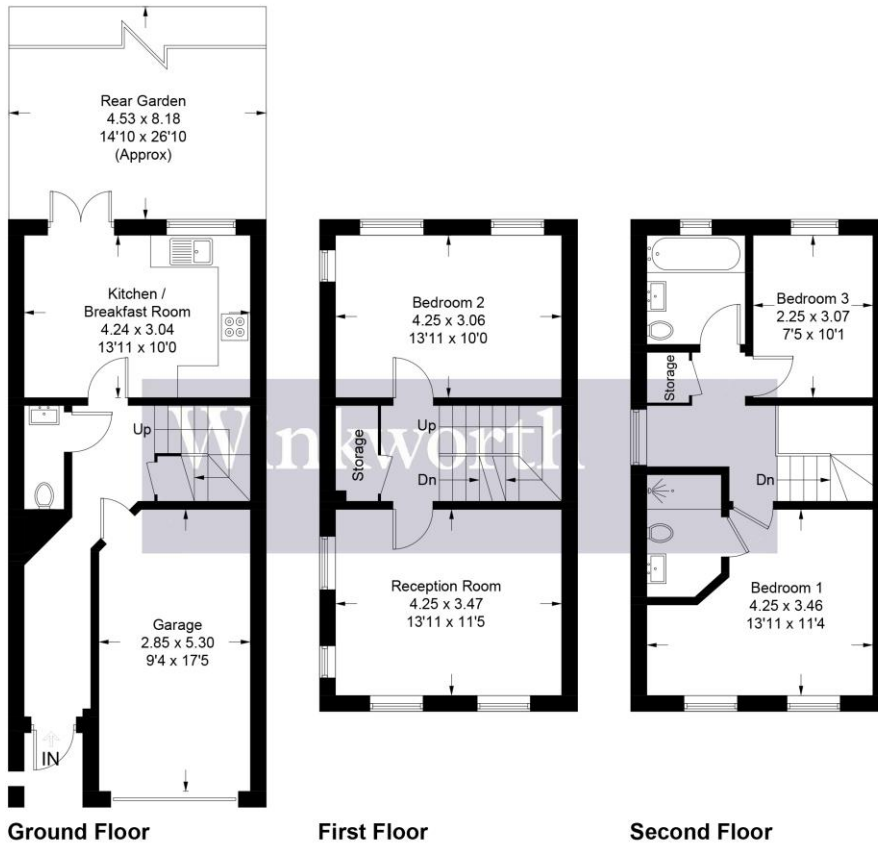 Rear Garden
4.53 x 8.18
14'10 x 26'10
(Approx)
Kitchen /
Breakfast Room
4.24 x 3.04
13'11 x 10'0
Up
Garage
2.85 x 5.30
9'4 x 17'5
IN
Ground Floor
Bedroom 2
4.25 x 3.06
13'11 x 10'0
Storage
Up
Dn
Reception Room
4.25 x 3.47
13'11 x 11'5
First Floor
Bedroom 3
2.25 x 3.07
7'5 x 10'1
Storage
Dn
Bedroom 1
4.25 x 3.46
13'11 x 11'4
Second Floor
Winkworth